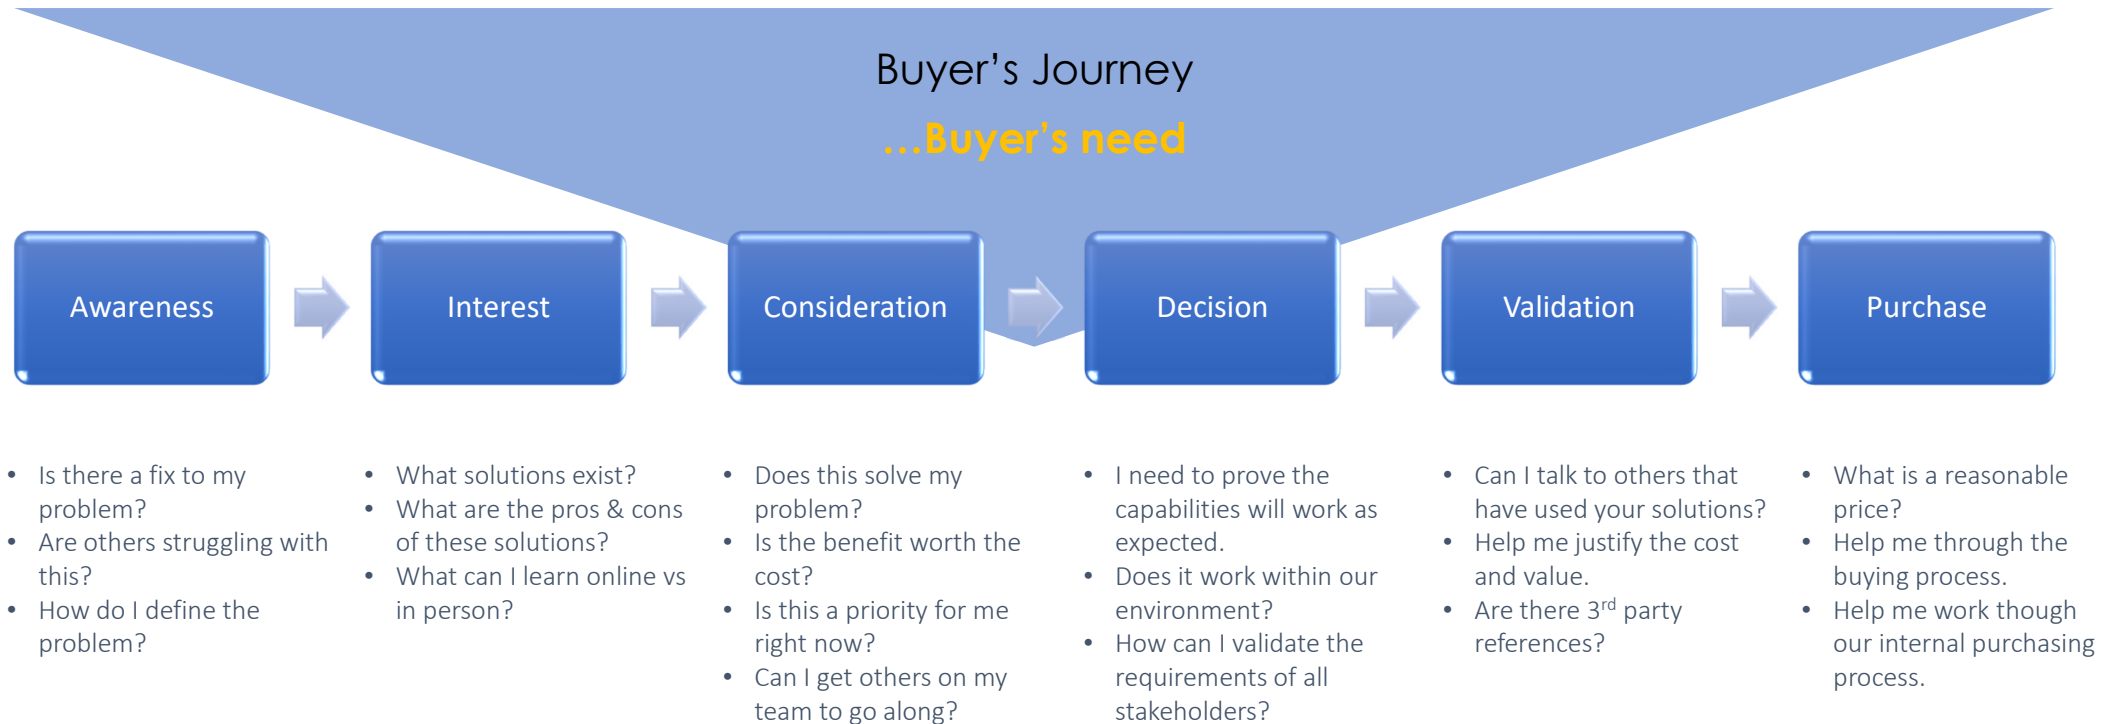 Buyer’s Journey
…Buyer’s need
Awareness
Interest
Consideration
Decision
Validation
Purchase
• Is there a fix to my
problem?
• Are others struggling with
this?
• How do I define the
problem?
• What solutions exist?
• What are the pros & cons
of these solutions?
• What can I learn online vs
in person?
• Does this solve my
problem?
• Is the benefit worth the
cost?
• Is this a priority for me
right now?
• Can I get others on my
team to go along?
• I need to prove the
capabilities will work as
expected.
• Does it work within our
environment?
• How can I validate the
requirements of all
stakeholders?
• Can I talk to others that
have used your solutions?
• Help me justify the cost
and value.
• Are there 3rd party
references?
• What is a reasonable
price?
• Help me through the
buying process.
• Help me work though
our internal purchasing
process.